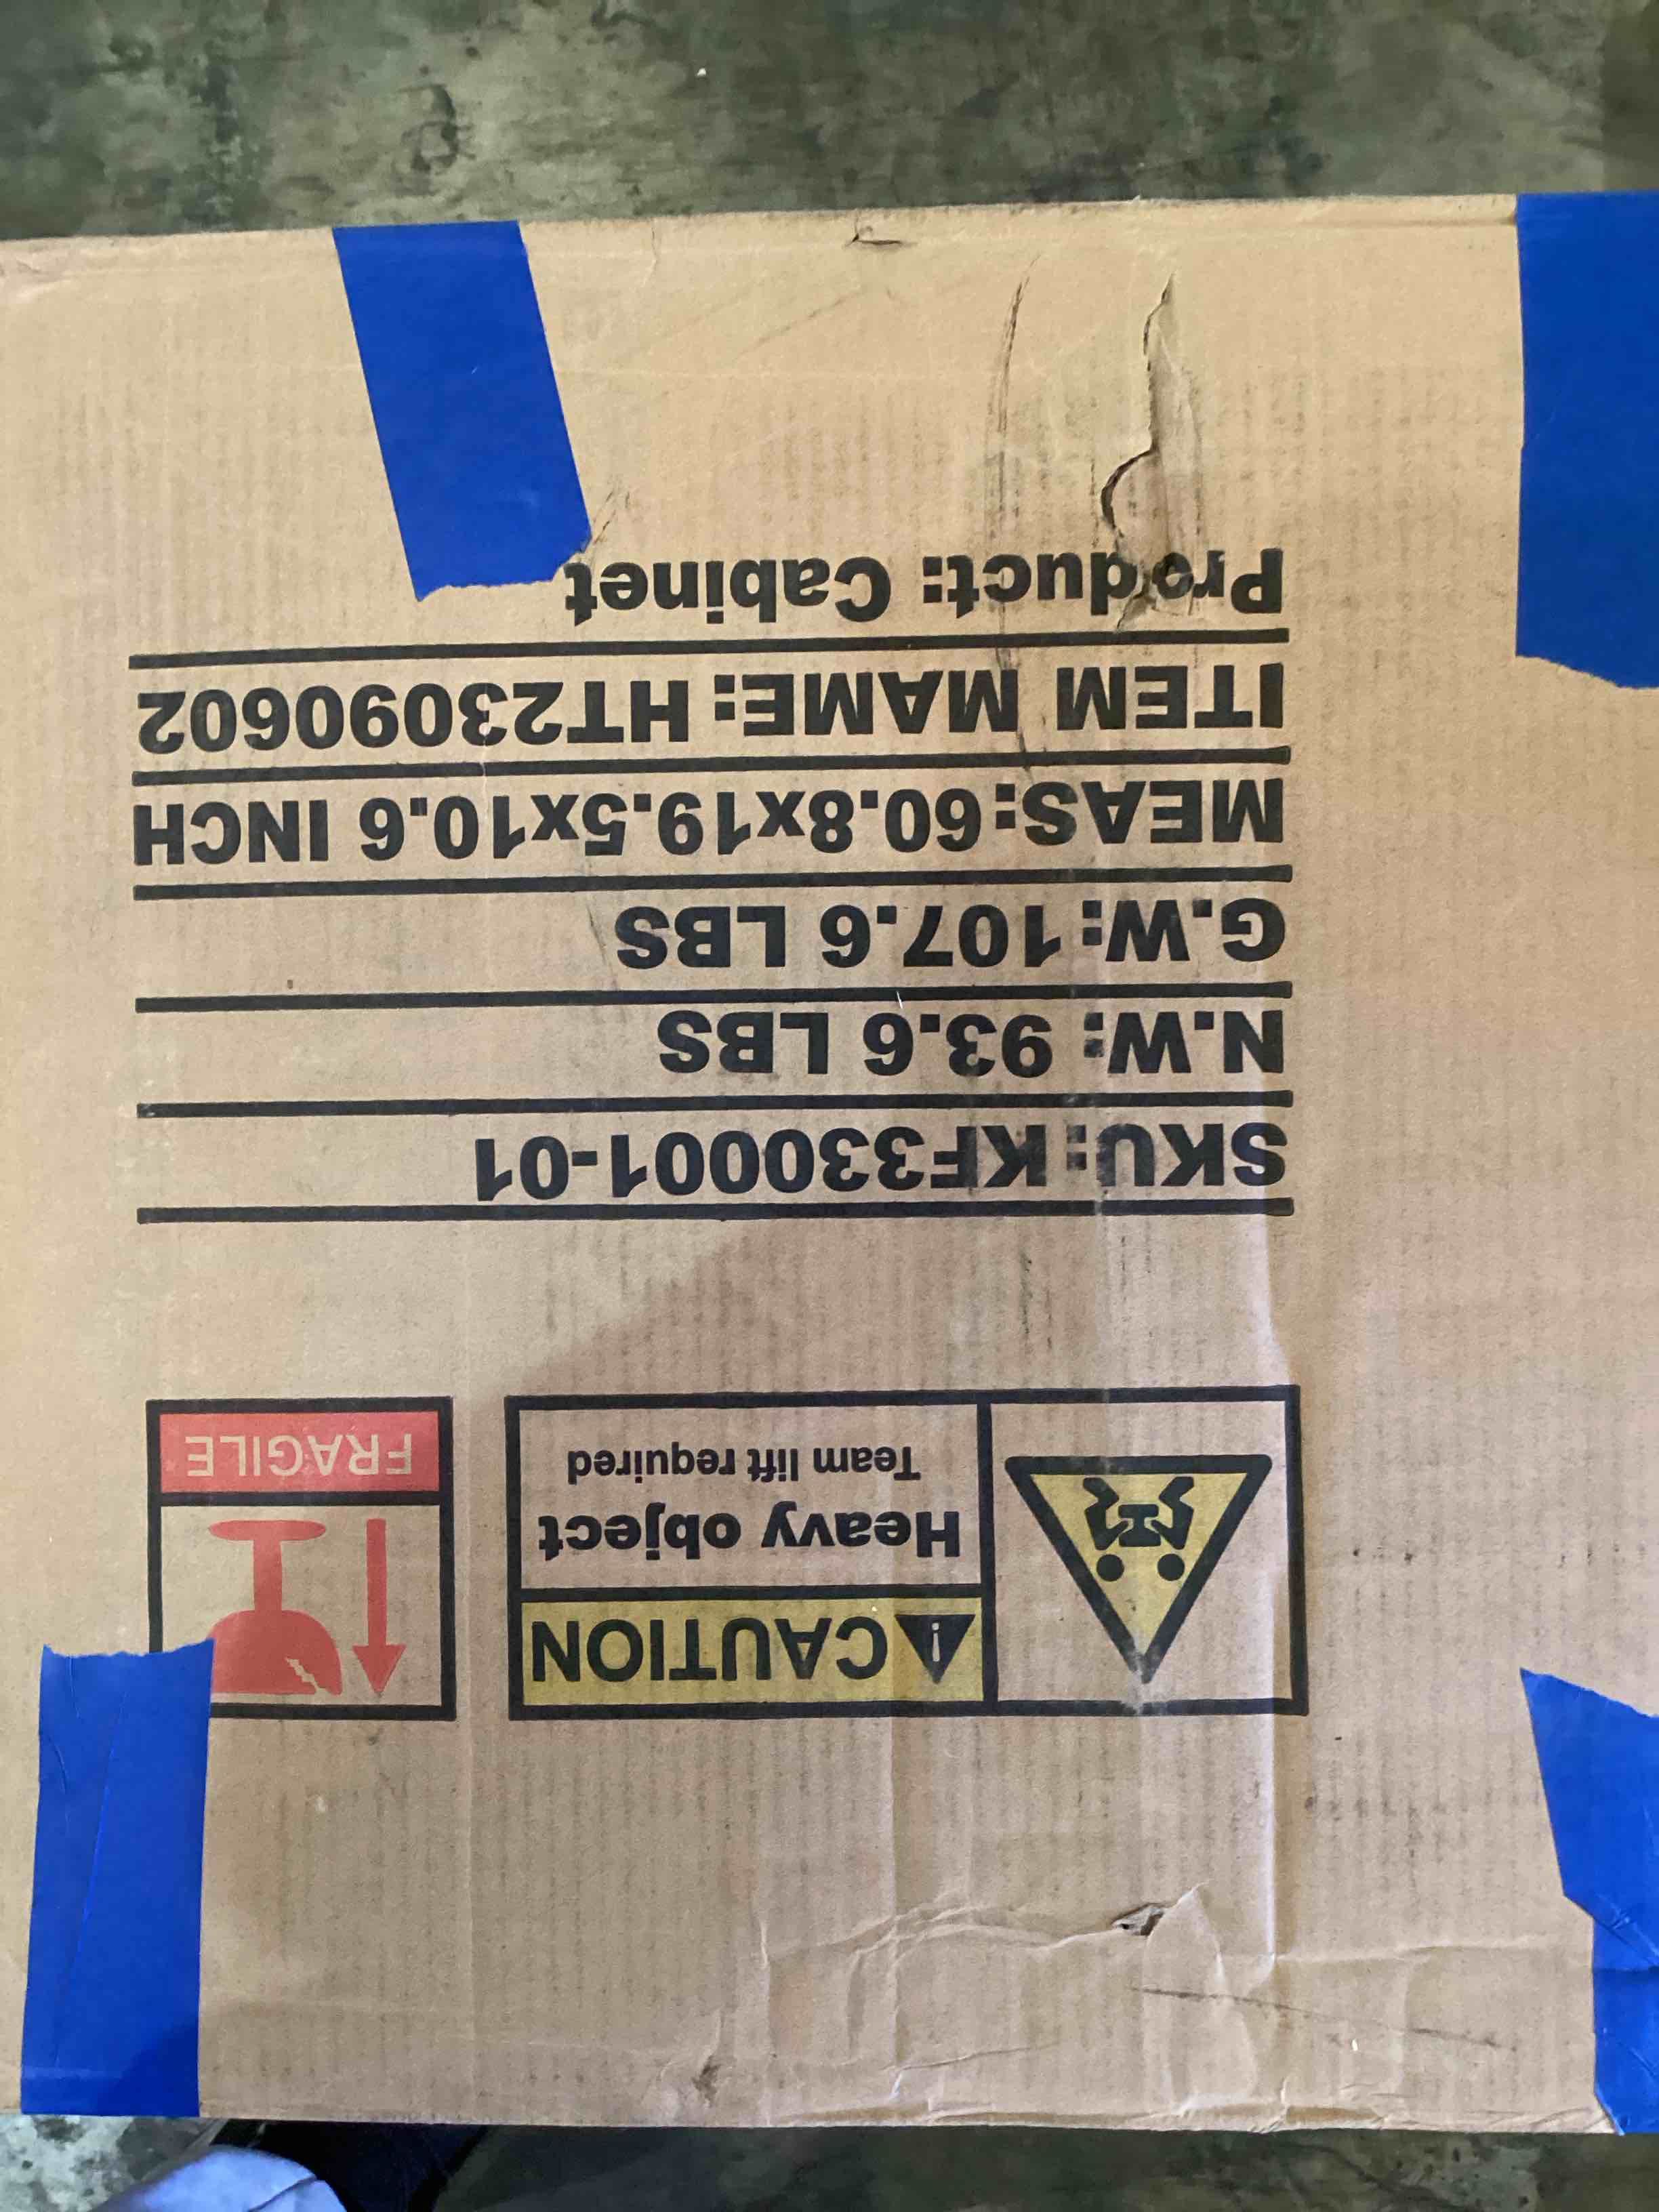 CAUTION
Heavy object
Team lift required
FRAGILE
SKU: KF330001-01
N.W: 93.6 LBS
G.W: 107.6 LBS
MEAS: 60.8x19.5x10.6 INCH
ITEM MAME: HT23090602
Product: Cabinet